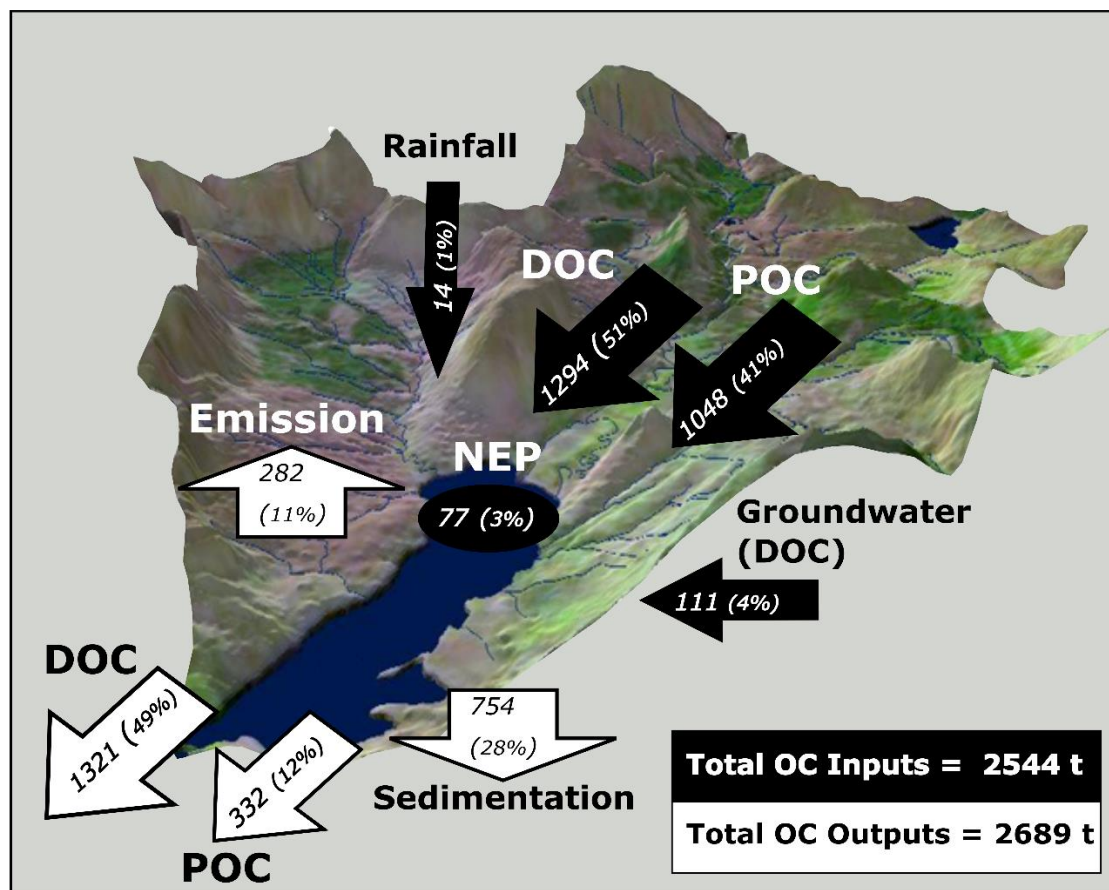 Rainfall
14 (1%)
DOC
1294 (51%)
POC
1048 (41%)
Emission
282
(11%)
NEP
77 (3%)
Groundwater
(DOC)
111 (4%)
DOC
1321 (49%)
332 (12%)
POC
754
(28%)
Sedimentation
Total OC Inputs = 2544 t
Total OC Outputs = 2689 t